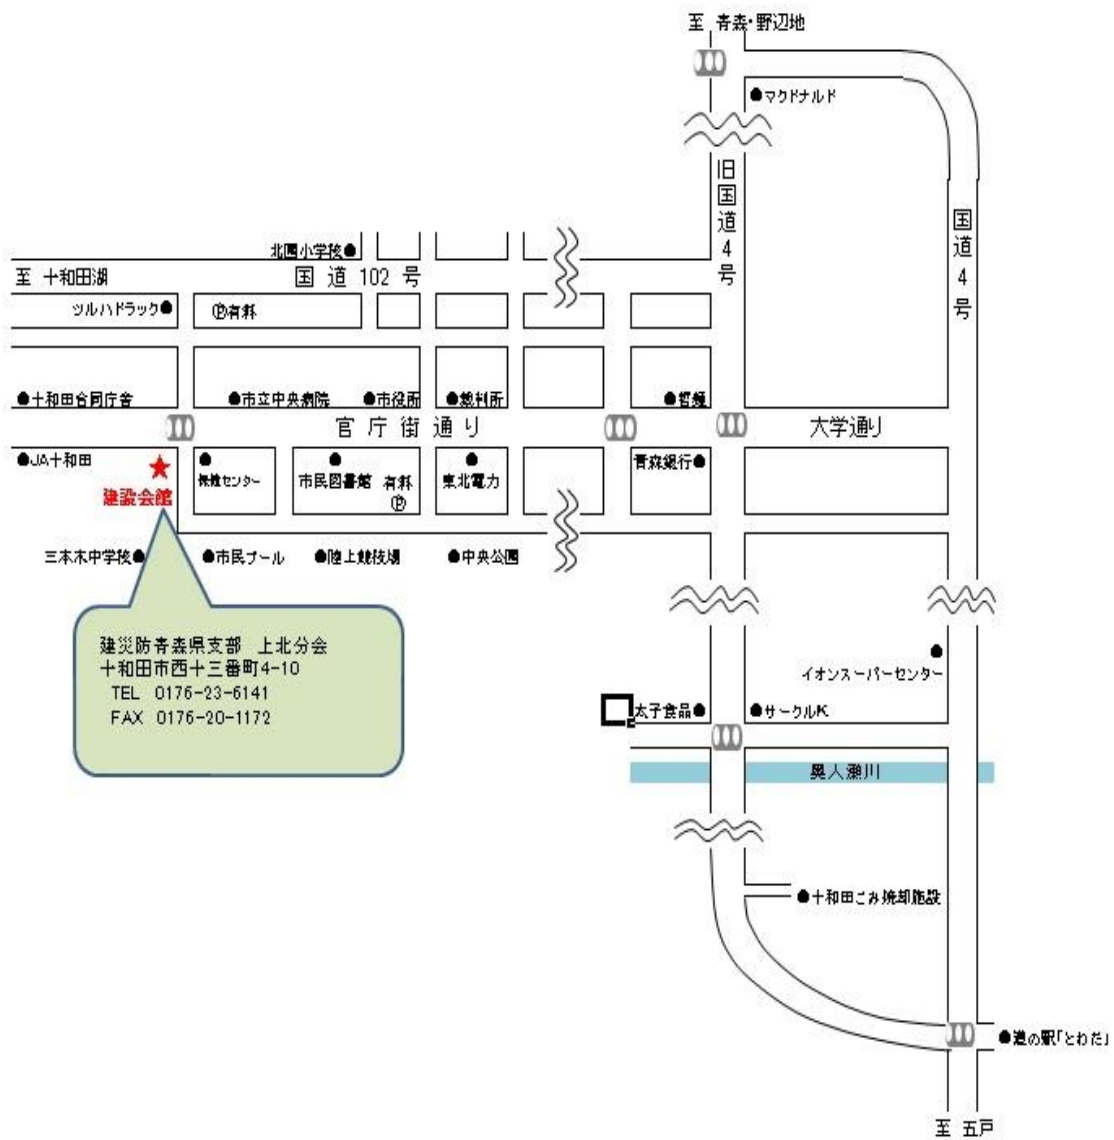 至 青森・野辺地
マクドナルド
旧国道4号
国道4号
北園小学校
至 十和田湖
国道102号
ツルハドラック
Ⓟ有料
十和田合同庁舎
市立中央病院
市役所
裁判所
官庁街通り
大学通り
JA十和田
建設会館
保健センター
市民図書館
有料
Ⓟ
東北電力
青森銀行
三本木中学校
市民プール
陸上競技場
中央公園
建災防青森県支部 上北分会
十和田市西十三番町4-10
TEL 0176-23-6141
FAX 0176-20-1172
イオンスーパーセンター
太子食品
サークルK
奥入瀬川
十和田ごみ焼却施設
道の駅「とわだ」
至 五戸